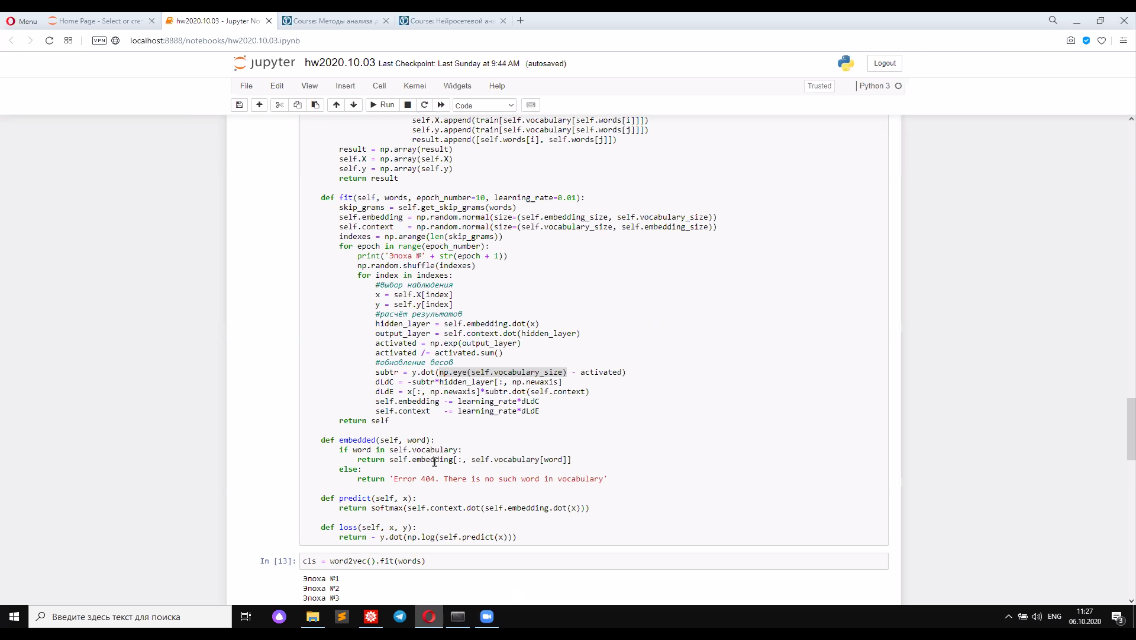 Menu
Home Page - Select or cre
hw2020.10.03 - Jupyter No
Course: Методы анализа д
Course: Нейросетевой ана
VPN
localhost:8888/notebooks/hw2020.10.03.ipynb
jupyter hw2020.10.03 Last Checkpoint: Last Sunday at 9:44 AM (autosaved)
Logout
File Edit View Insert Cell Kernel Widgets Help
Trusted
Python 3
Run
Code
self.X.append(train[self.vocabulary[self.words[i]]])
self.y.append(train[self.vocabulary[self.words[j]]])
result.append([self.words[i], self.words[j]])
result = np.array(result)
self.X = np.array(self.X)
self.y = np.array(self.y)
return result
def fit(self, words, epoch_number=10, learning_rate=0.01):
skip_grams = self.get_skip_grams(words)
self.embedding = np.random.normal(size=(self.embedding_size, self.vocabulary_size))
self.context = np.random.normal(size=(self.vocabulary_size, self.embedding_size))
indexes = np.arange(len(skip_grams))
for epoch in range(epoch_number):
print('Эпоха №' + str(epoch + 1))
np.random.shuffle(indexes)
for index in indexes:
#выбор наблюдения
x = self.X[index]
y = self.y[index]
#расчёт результатов
hidden_layer = self.embedding.dot(x)
output_layer = self.context.dot(hidden_layer)
activated = np.exp(output_layer)
activated /= activated.sum()
#обновление весов
subtr = y.dot(np.eye(self.vocabulary_size) - activated)
dLdC = -subtr*hidden_layer[:, np.newaxis]
dLdE = x[:, np.newaxis]*subtr.dot(self.context)
self.embedding -= learning_rate*dLdC
self.context -= learning_rate*dLdE
return self
def embedded(self, word):
if word in self.vocabulary:
return self.embedding[:, self.vocabulary[word]]
else:
return 'Error 404. There is no such word in vocabulary'
def predict(self, x):
return softmax(self.context.dot(self.embedding.dot(x)))
def loss(self, x, y):
return - y.dot(np.log(self.predict(x)))
In [13]: cls = word2vec().fit(words)
Эпоха №1
Эпоха №2
Эпоха №3
Введите здесь текст для поиска
ENG
11:27
06.10.2020
3